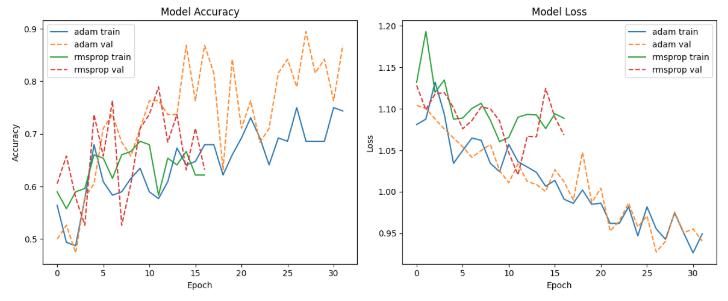 Model Accuracy
0.9
0.8
0.7
0.6
0.5
Accuracy
adam train
adam val
rmsprop train
rmsprop val
0 5 10 15 20 25 30
Epoch
Model Loss
1.20
1.15
1.10
1.05
1.00
0.95
Loss
adam train
adam val
rmsprop train
rmsprop val
0 5 10 15 20 25 30
Epoch